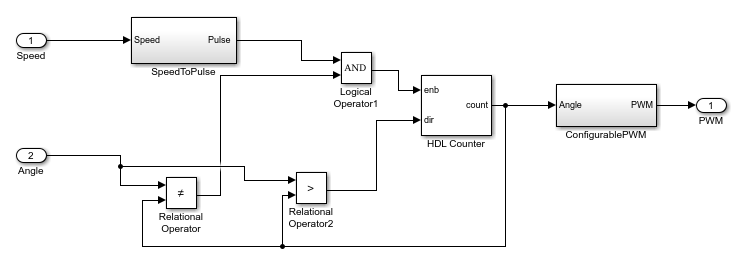 1
Speed
Speed
Pulse
SpeedToPulse
AND
Logical
Operator1
enb
count
dir
HDL Counter
Angle
PWM
ConfigurablePWM
1
PWM
2
Angle
≠
Relational
Operator
>
Relational
Operator2